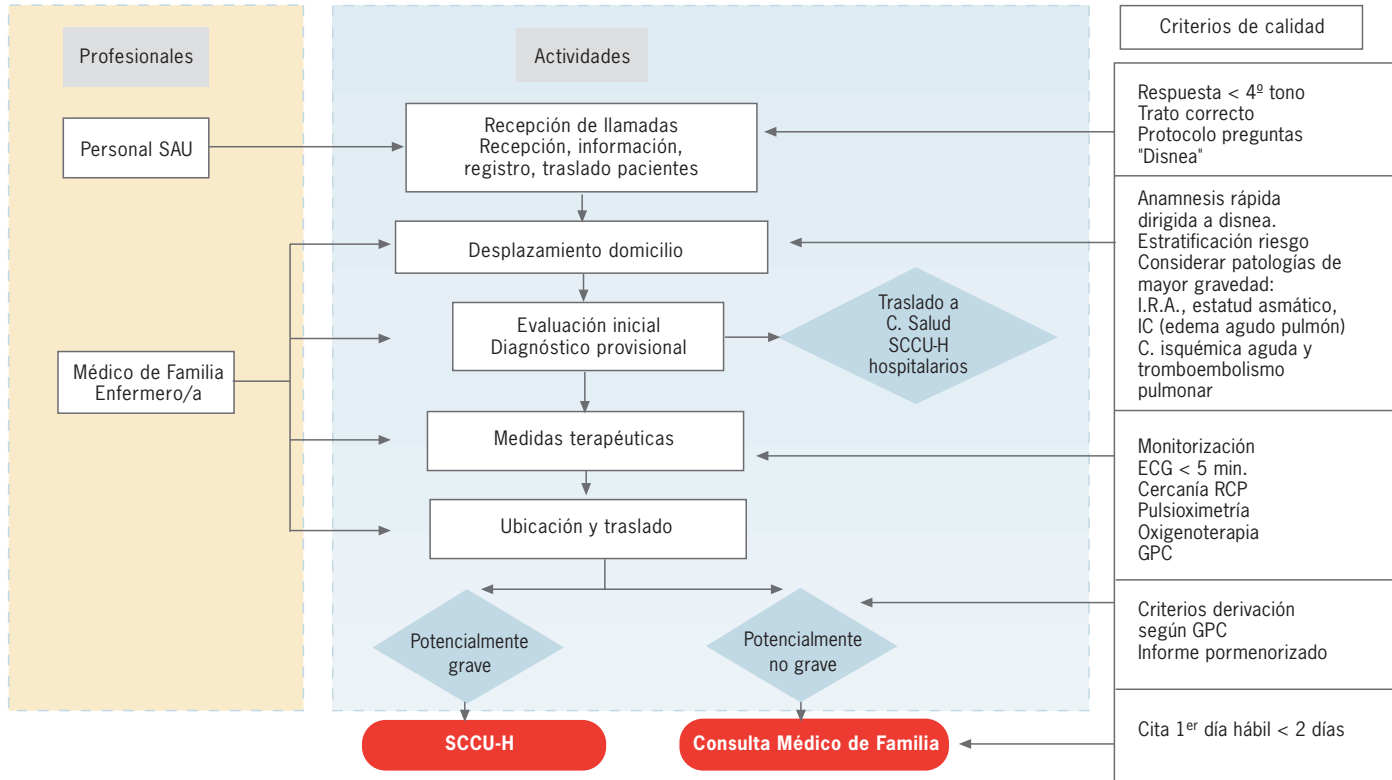 Profesionales
Actividades
Criterios de calidad
Personal SAU
Recepción de llamadas
Recepción, información,
registro, traslado pacientes
Respuesta < 4º tono
Trato correcto
Protocolo preguntas
"Disnea"
Desplazamiento domicilio
Anamnesis rápida
dirigida a disnea.
Estratificación riesgo
Considerar patologías de
mayor gravedad:
I.R.A., estatud asmático,
IC (edema agudo pulmón)
C. isquémica aguda y
tromboembolismo
pulmonar
Evaluación inicial
Diagnóstico provisional
Traslado a
C. Salud
SCCU-H
hospitalarios
Médico de Familia
Enfermero/a
Medidas terapéuticas
Monitorización
ECG < 5 min.
Cercanía RCP
Pulsioximetría
Oxigenoterapia
GPC
Ubicación y traslado
Potencialmente
grave
Potencialmente
no grave
Criterios derivación
según GPC
Informe pormenorizado
SCCU-H
Consulta Médico de Familia
Cita 1er día hábil < 2 días